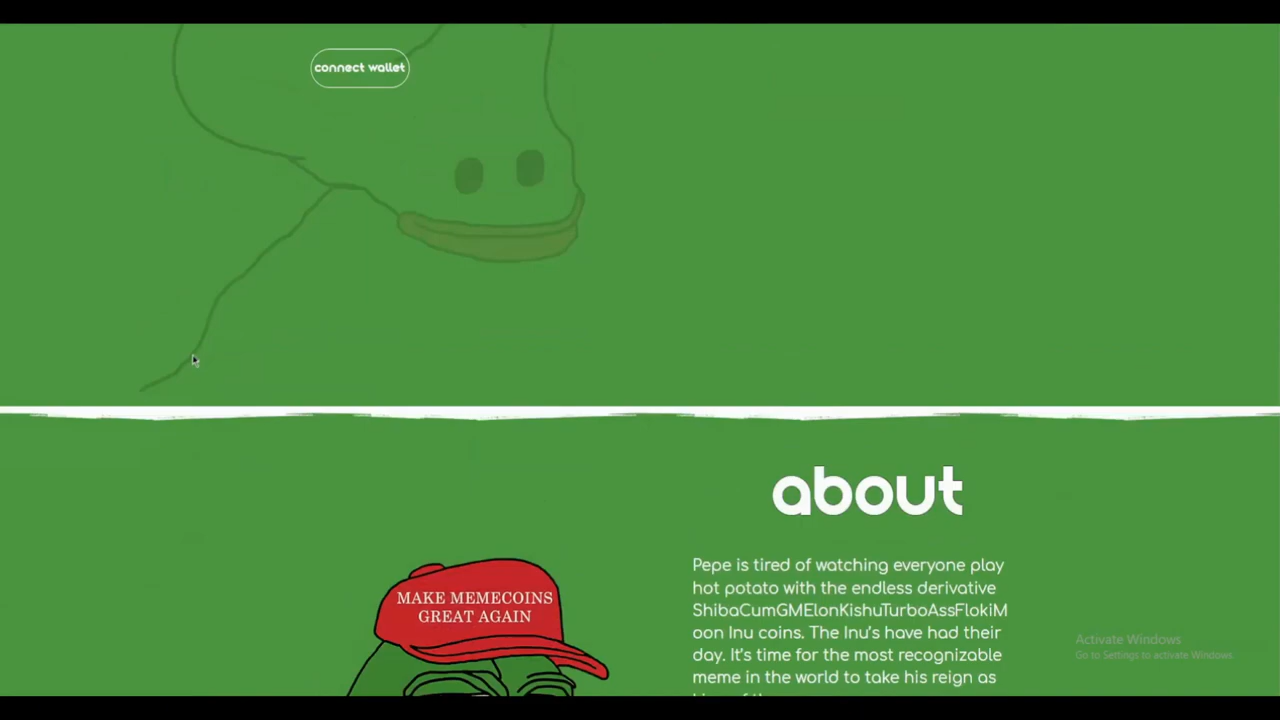 connect wallet
about
Pepe is tired of watching everyone play
hot potato with the endless derivative
ShibaCumGMElonKishuTurboAssFlokiM
oon Inu coins. The Inu's have had their
day. It's time for the most recognizable
meme in the world to take his reign as
MAKE MEMECOINS
GREAT AGAIN
Activate Windows
Go to Settings to activate Windows.